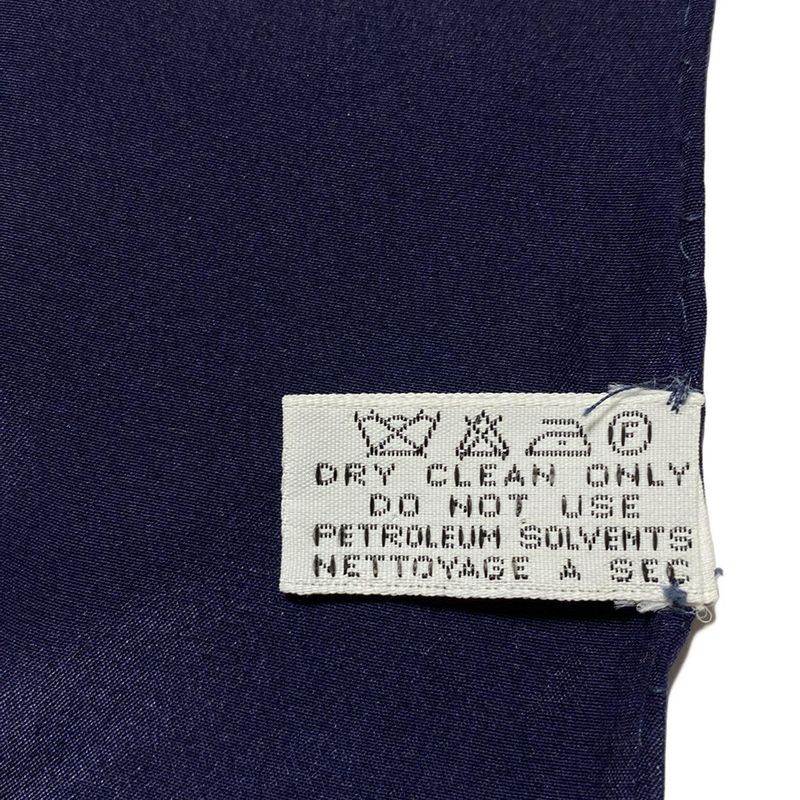 F
DRY CLEAN ONLY
DO NOT USE
PETROLEUM SOLVENTS
NETTOYAGE A SEC